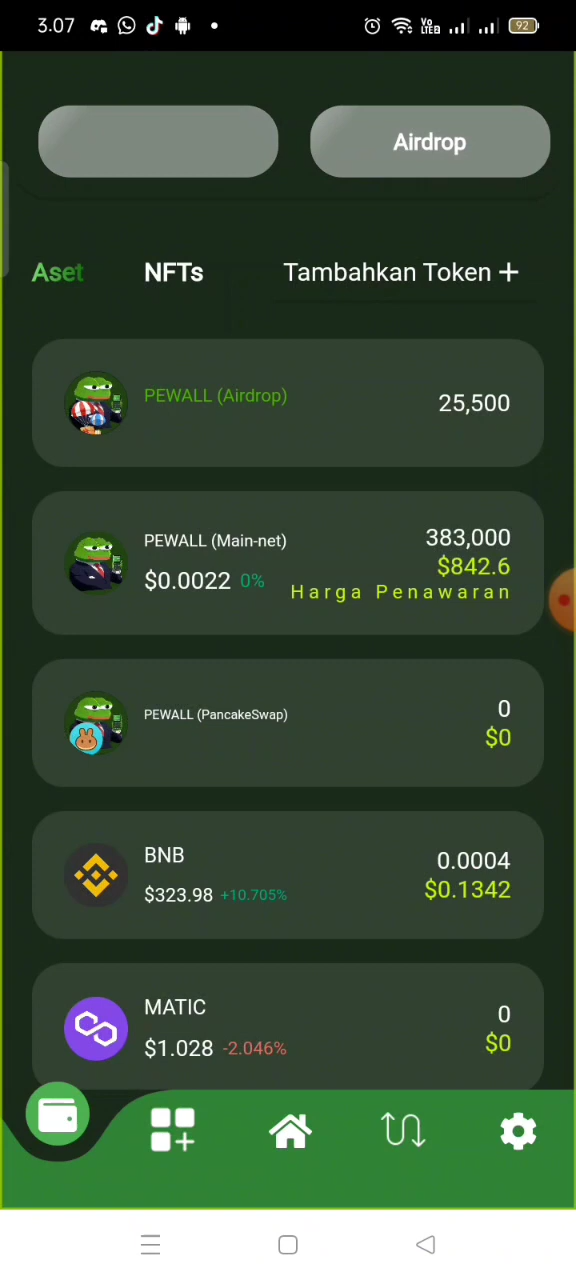 3.07
Vo
LTE2
92
Airdrop
Aset
NFTs
Tambahkan Token +
PEWALL (Airdrop)
25,500
PEWALL (Main-net)
383,000
$0.0022 0%
$842.6
Harga Penawaran
PEWALL (PancakeSwap)
0
$0
BNB
0.0004
$323.98 +10.705%
$0.1342
MATIC
0
$1.028 -2.046%
$0